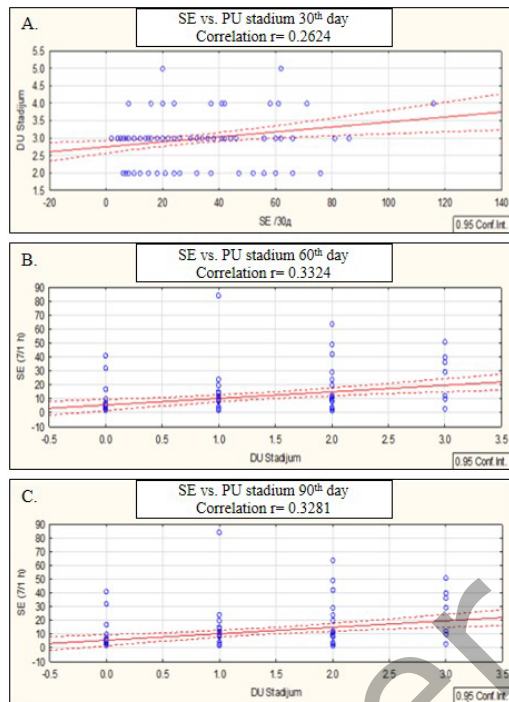 A.
SE vs. PU stadium 30th day
Correlation r= 0.2624
5.5
5.0
4.5
4.0
3.5
3.0
2.5
2.0
1.5
DU Stadijum
-20 0 20 40 60 80 100 120 140
SE /30д
0.95 Conf.Int.
B.
SE vs. PU stadium 60th day
Correlation r= 0.3324
90
80
70
60
50
40
30
20
10
0
-10
SE (7/1 h)
-0.5 0.0 0.5 1.0 1.5 2.0 2.5 3.0 3.5
DU Stadijum
0.95 Conf.Int.
C.
SE vs. PU stadium 90th day
Correlation r= 0.3281
90
80
70
60
50
40
30
20
10
0
-10
SE (7/1 h)
-0.5 0.0 0.5 1.0 1.5 2.0 2.5 3.0 3.5
DU Stadijum
0.95 Conf.Int.